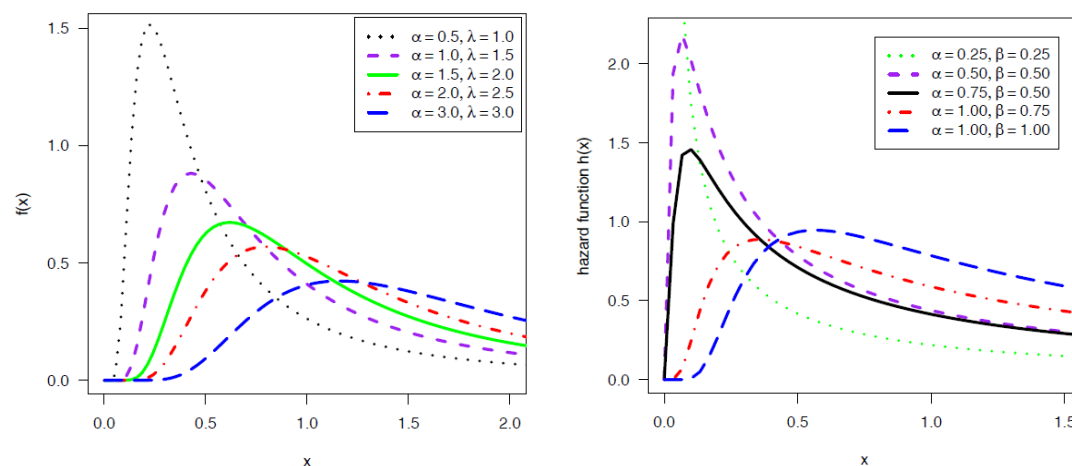 1.5
1.0
0.5
0.0
f(x)
α = 0.5, λ = 1.0
α = 1.0, λ = 1.5
α = 1.5, λ = 2.0
α = 2.0, λ = 2.5
α = 3.0, λ = 3.0
0.0 0.5 1.0 1.5 2.0
x
2.0
1.5
1.0
0.5
0.0
hazard function h(x)
α = 0.25, β = 0.25
α = 0.50, β = 0.50
α = 0.75, β = 0.50
α = 1.00, β = 0.75
α = 1.00, β = 1.00
0.0 0.5 1.0 1.5
x